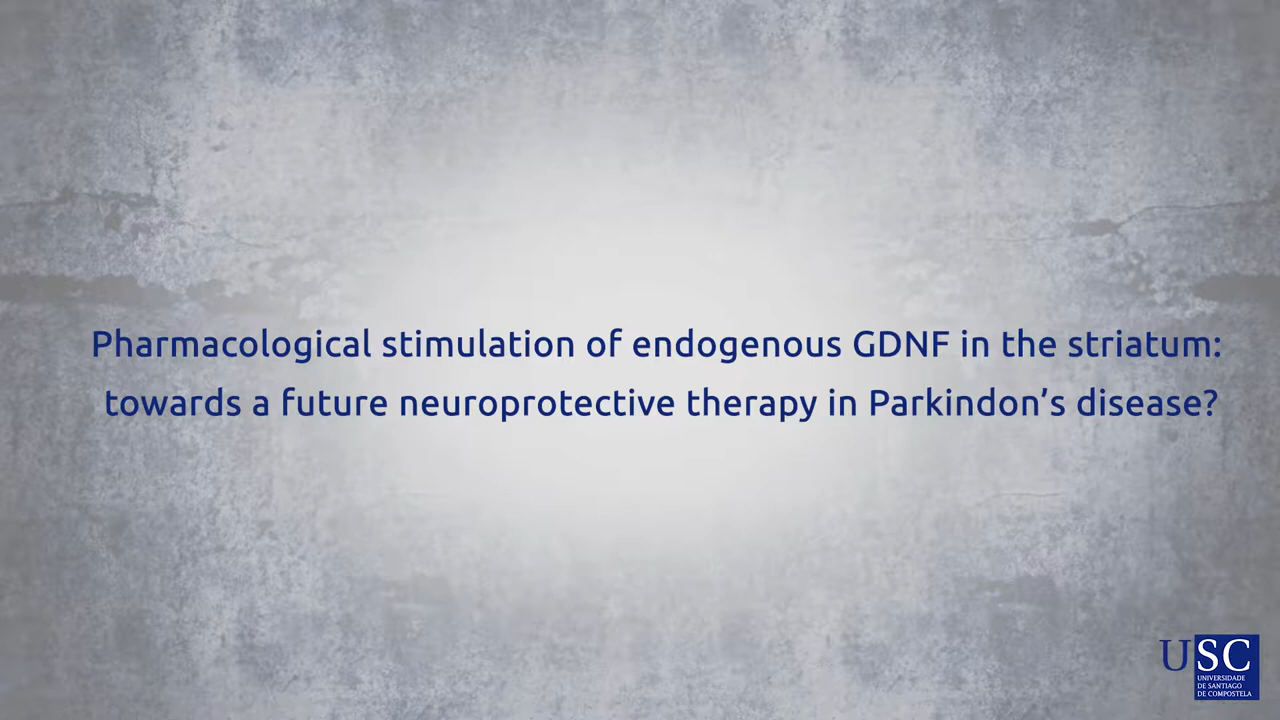 Pharmacological stimulation of endogenous GDNF in the striatum:
towards a future neuroprotective therapy in Parkindon’s disease?
USC
UNIVERSIDADE
DE SANTIAGO
DE COMPOSTELA